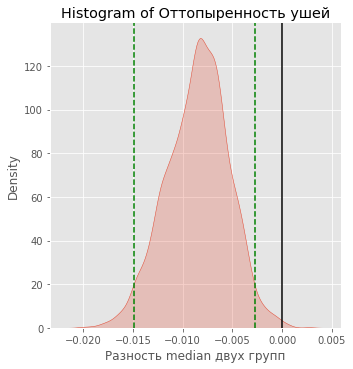 Histogram of Оттопыренность ушей
Density
120
100
80
60
40
20
0
−0.020 −0.015 −0.010 −0.005 0.000 0.005
Разность median двух групп